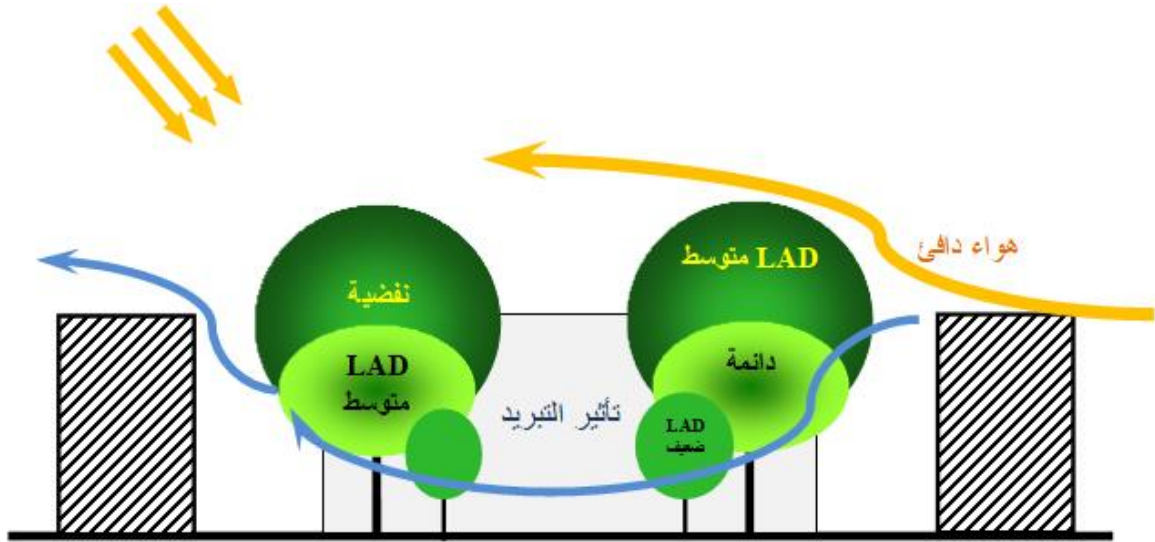 هواء دافئ
LAD متوسط
نفضية
دائمة
LAD
متوسط
تأثير التبريد
LAD
ضعيف